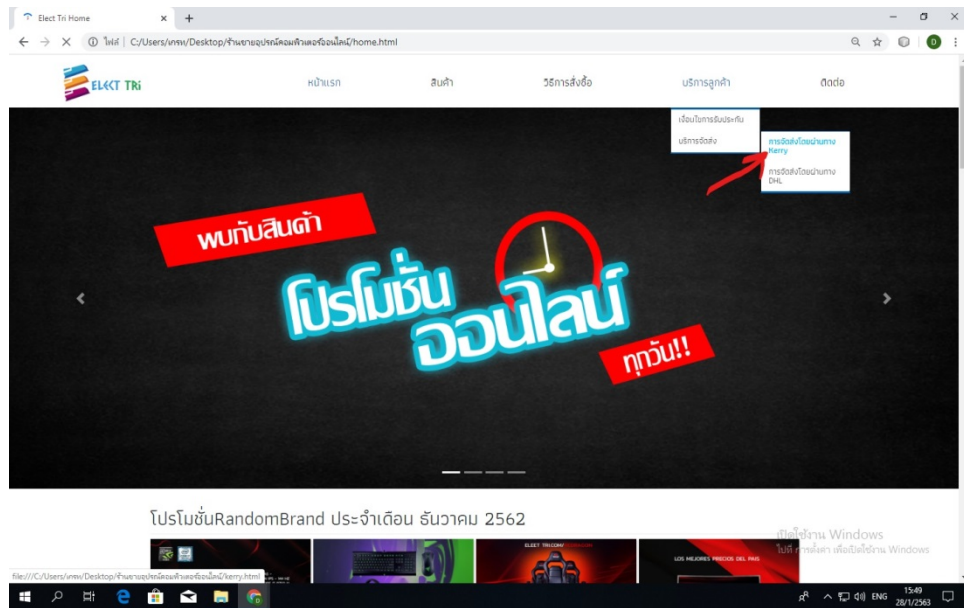 Elect Tri Home
ไฟล์ | C:/Users/เกรพ/Desktop/ร้านขายอุปกรณ์คอมพิวเตอร์ออนไลน์/home.html
D
ELECT TRi
หน้าแรก
สินค้า
วิธีการสั่งซื้อ
บริการลูกค้า
ติดต่อ
เงื่อนไขการรับประกัน
บริการจัดส่ง
การจัดส่งโดยผ่านทาง
Kerry
การจัดส่งโดยผ่านทาง
DHL
พบกับสินค้า
โปรโมชั่น
ออนไลน์
ทุกวัน!!
โปรโมชั่นRandomBrand ประจำเดือน ธันวาคม 2562
LOS MEJORES PRECIOS DEL PAIS
เปิดใช้งาน Windows
ไปที่ การตั้งค่า เพื่อเปิดใช้งาน Windows
file:///C:/Users/เกรพ/Desktop/ร้านขายอุปกรณ์คอมพิวเตอร์ออนไลน์/kerry.html
ENG
15:49
28/1/2563